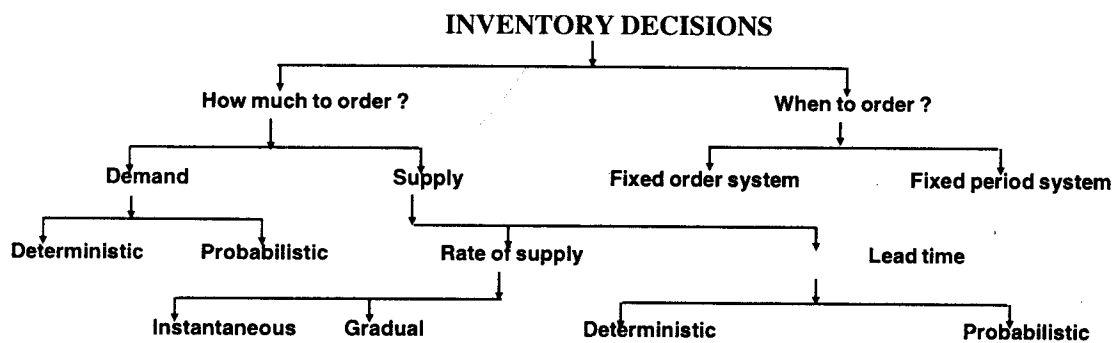 INVENTORY DECISIONS
How much to order ? When to order ?
Demand Supply Fixed order system Fixed period system
Deterministic Probabilistic Rate of supply Lead time
Instantaneous Gradual Deterministic Probabilistic